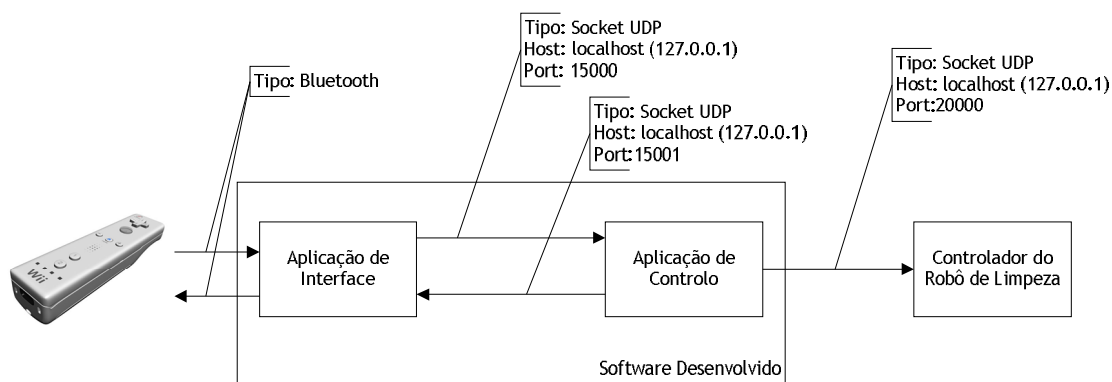 Tipo: Socket UDP
Host: localhost (127.0.0.1)
Port: 15000
Tipo: Bluetooth
Tipo: Socket UDP
Host: localhost (127.0.0.1)
Port:15001
Tipo: Socket UDP
Host: localhost (127.0.0.1)
Port:20000
Wii
Aplicação de
Interface
Aplicação de
Controlo
Controlador do
Robô de Limpeza
Software Desenvolvido